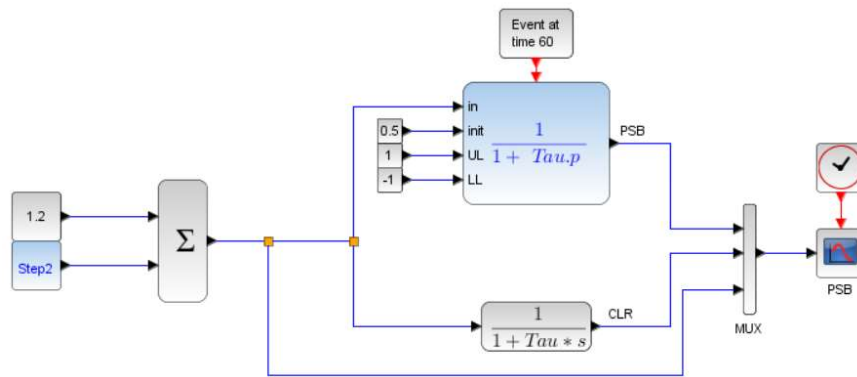 Event at
time 60
in
init
UL
LL
1
1 + Tau.p
PSB
0.5
1
-1
1.2
Step2
Σ
1
1 + Tau * s
CLR
MUX
PSB